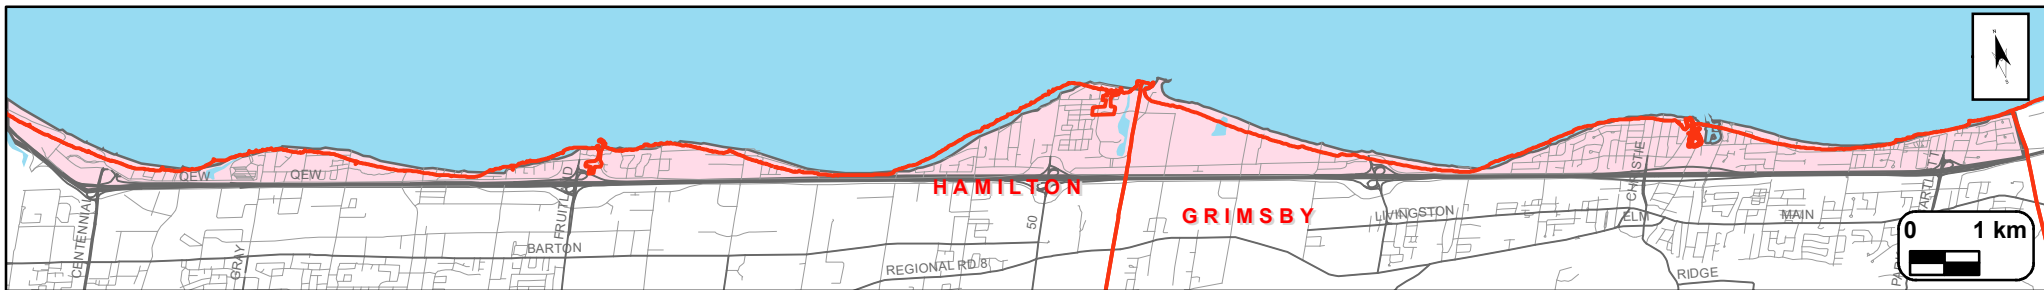 QEW
QEW
HAMILTON
GRIMSBY
CENTENNIAL
GRAY
FRUITLAND
BARTON
50
REGIONAL RD 8
LIVINGSTON
CHRISTIE
ELM
MAIN
RIDGE
0 1 km
N